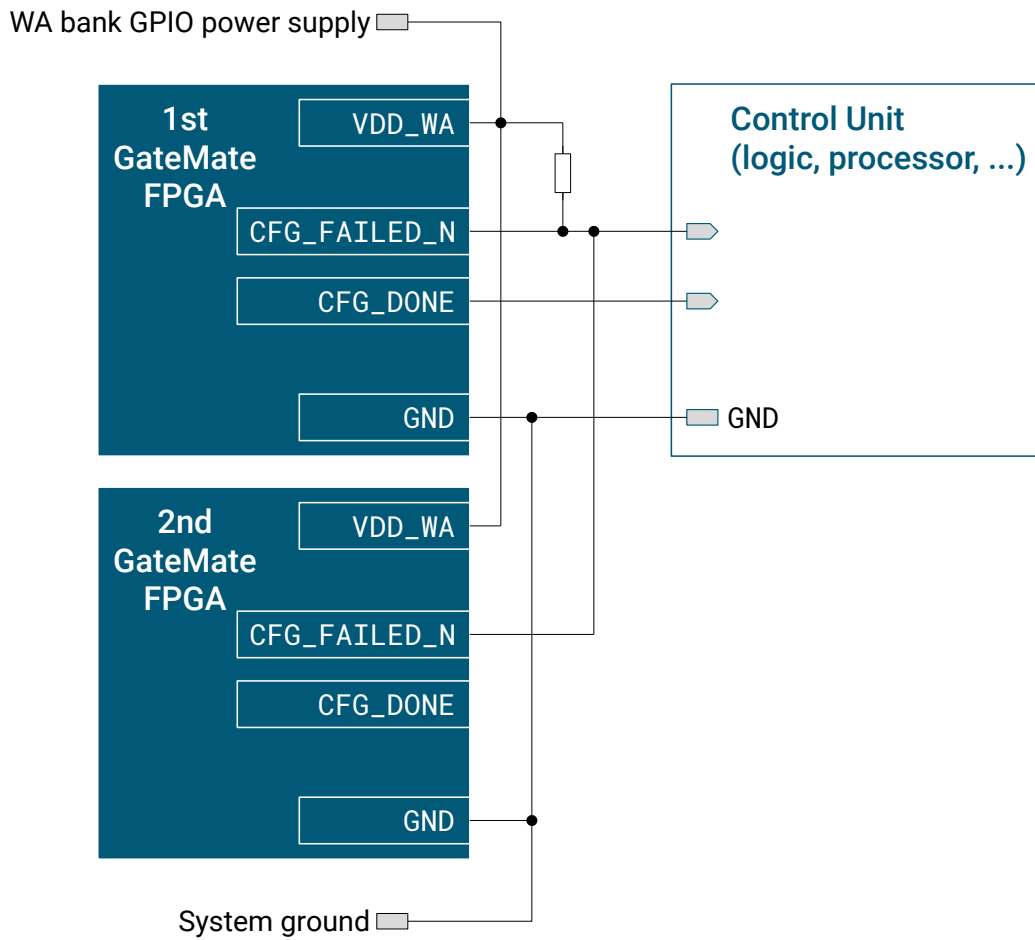 WA bank GPIO power supply
1st
GateMate
FPGA
VDD_WA
CFG_FAILED_N
CFG_DONE
GND
Control Unit
(logic, processor, ...)
GND
2nd
GateMate
FPGA
VDD_WA
CFG_FAILED_N
CFG_DONE
GND
System ground